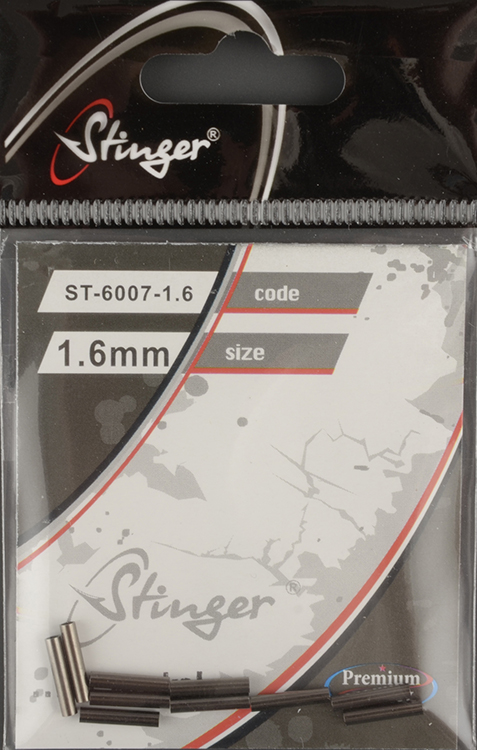 Stinger®
ST-6007-1.6 code
1.6mm size
Stinger®
Premium